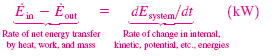 Ė_in − Ė_out = dE_system/dt (kW)
Rate of net energy transfer Rate of change in internal,
by heat, work, and mass kinetic, potential, etc., energies